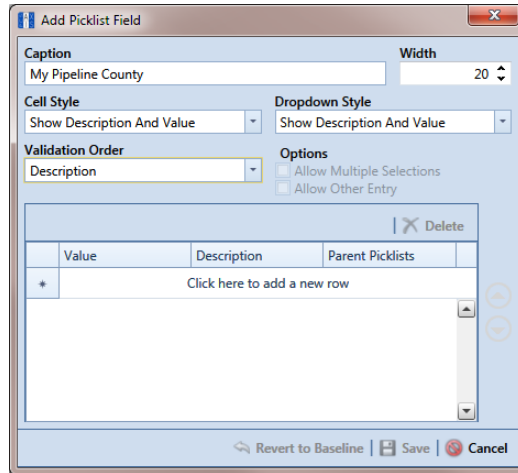 Add Picklist Field
Caption
Width
My Pipeline County
20
Cell Style
Dropdown Style
Show Description And Value
Show Description And Value
Validation Order
Options
Description
Allow Multiple Selections
Allow Other Entry
Delete
Value
Description
Parent Picklists
Click here to add a new row
Revert to Baseline
Save
Cancel